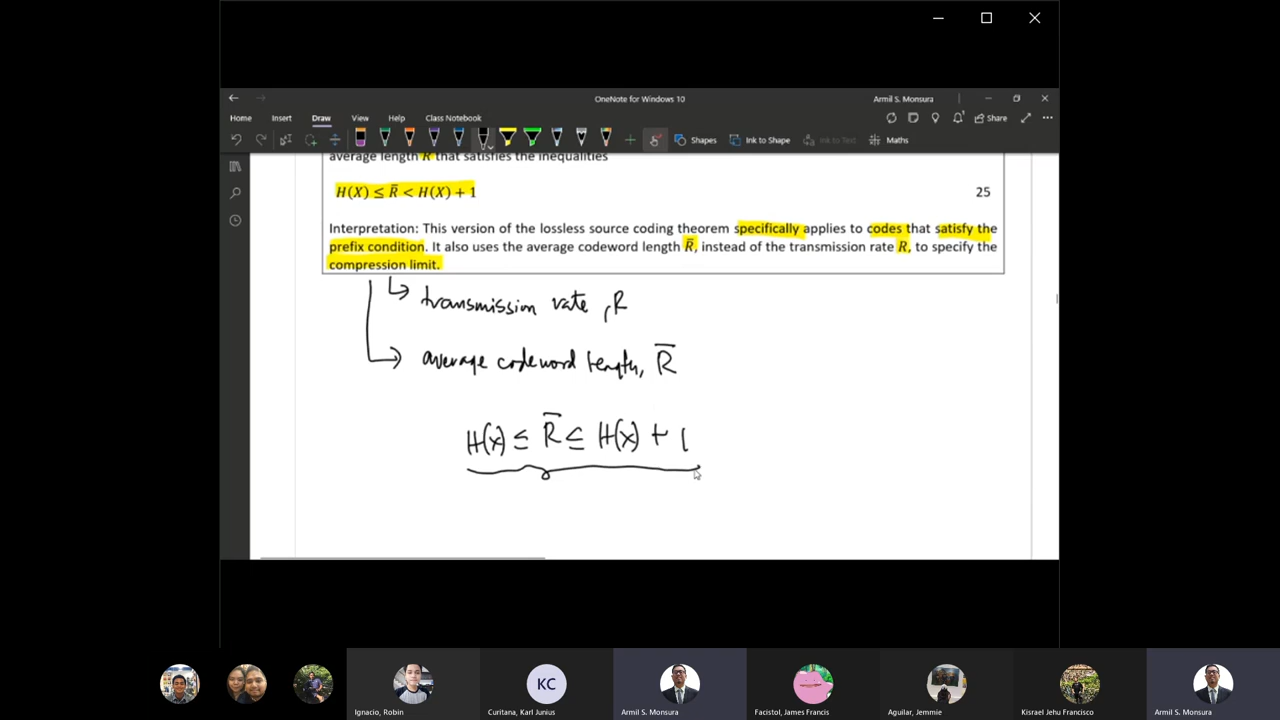 OneNote for Windows 10
Armil S. Monsura
Home Insert Draw View Help Class Notebook
Share
Shapes Ink to Shape Ink to Text Maths
average length R̄ that satisfies the inequalities
H(X) ≤ R̄ < H(X) + 1 25
Interpretation: This version of the lossless source coding theorem specifically applies to codes that satisfy the
prefix condition. It also uses the average codeword length R̄, instead of the transmission rate R, to specify the
compression limit.
transmission rate, R
average codeword length, R̄
H(x) ≤ R̄ ≤ H(x) + 1
KC
Ignacio, Robin
Curitana, Karl Junius
Armil S. Monsura
Facistol, James Francis
Aguilar, Jemmie
Kisrael Jehu Francisco
Armil S. Monsura